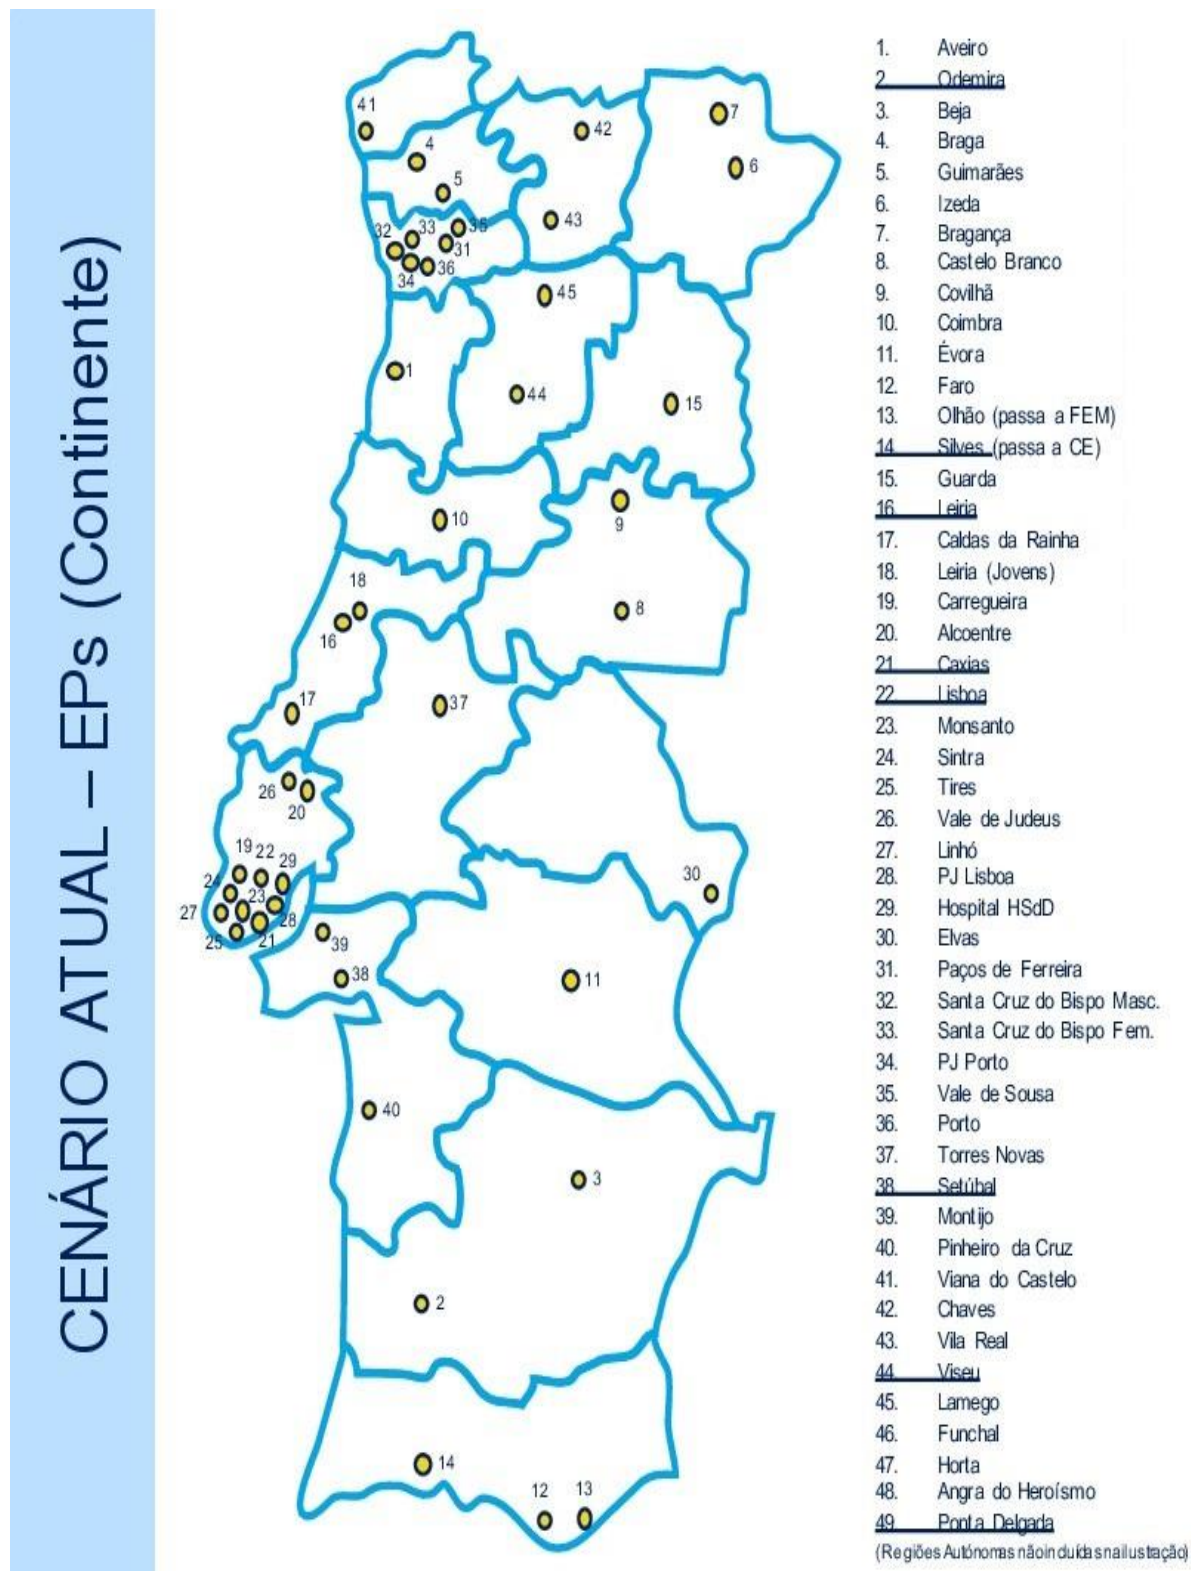 CENÁRIO ATUAL – EPs (Continente)
41
42
7
4
6
5
43
32
33
35
31
34
36
45
1
44
15
10
9
18
16
8
17
37
26
20
19
22
29
24
23
27
28
25
21
30
39
38
11
40
3
2
14
12
13
1. Aveiro
2 Odemira
3. Beja
4. Braga
5. Guimarães
6. Izeda
7. Bragança
8. Castelo Branco
9. Covilhã
10. Coimbra
11. Évora
12. Faro
13. Olhão (passa a FEM)
14 Silves (passa a CE)
15. Guarda
16 Leiria
17. Caldas da Rainha
18. Leiria (Jovens)
19. Carregueira
20. Alcoentre
21 Caxias
22 Lisboa
23. Monsanto
24. Sintra
25. Tires
26. Vale de Judeus
27. Linhó
28. PJ Lisboa
29. Hospital HSdD
30. Elvas
31. Paços de Ferreira
32. Santa Cruz do Bispo Masc.
33. Santa Cruz do Bispo Fem.
34. PJ Porto
35. Vale de Sousa
36. Porto
37. Torres Novas
38 Setúbal
39. Montijo
40. Pinheiro da Cruz
41. Viana do Castelo
42. Chaves
43. Vila Real
44 Viseu
45. Lamego
46. Funchal
47. Horta
48. Angra do Heroísmo
49 Ponta Delgada
(Regiões Autónomas não incluídas na ilustração)